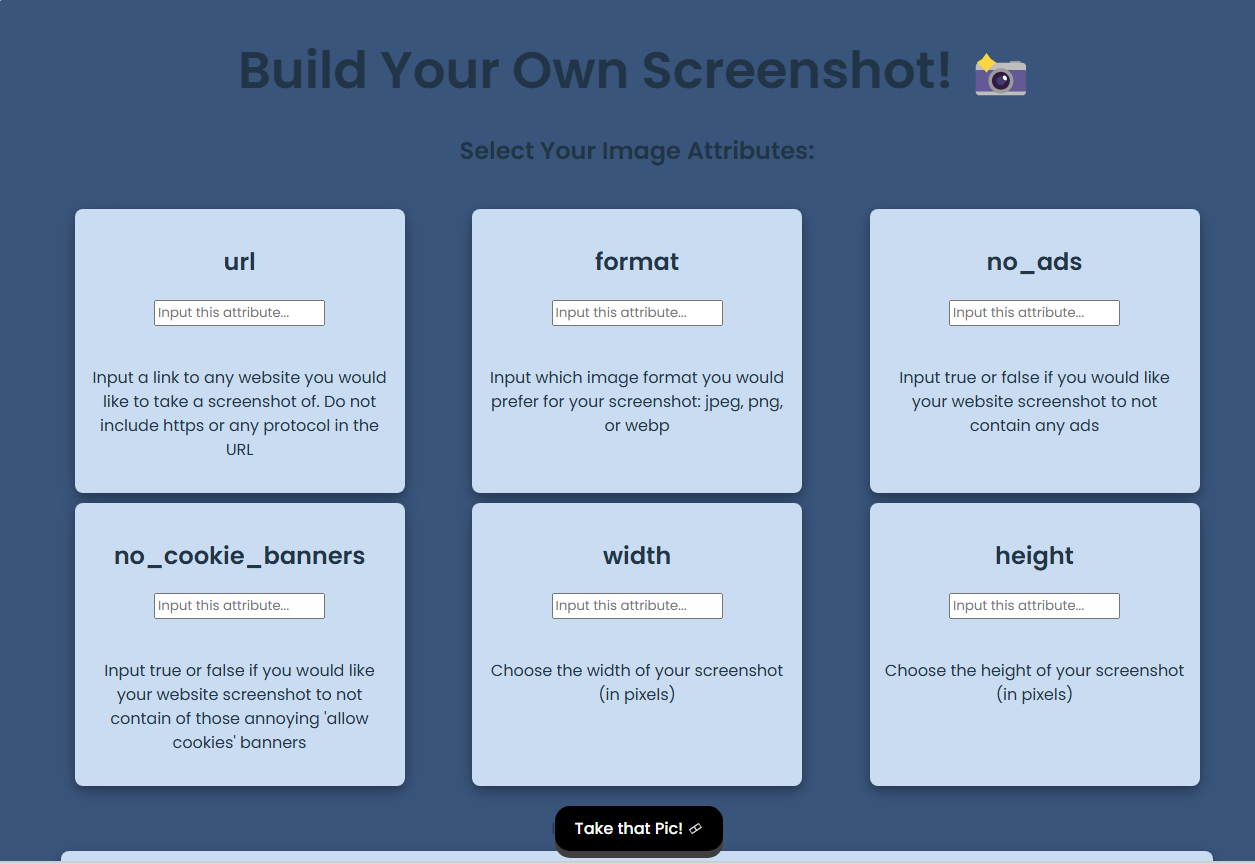 Build Your Own Screenshot! 📸
Select Your Image Attributes:
url
Input this attribute...
Input a link to any website you would
like to take a screenshot of. Do not
include https or any protocol in the
URL
format
Input this attribute...
Input which image format you would
prefer for your screenshot: jpeg, png,
or webp
no_ads
Input this attribute...
Input true or false if you would like
your website screenshot to not
contain any ads
no_cookie_banners
Input this attribute...
Input true or false if you would like
your website screenshot to not
contain of those annoying 'allow
cookies' banners
width
Input this attribute...
Choose the width of your screenshot
(in pixels)
height
Input this attribute...
Choose the height of your screenshot
(in pixels)
Take that Pic!